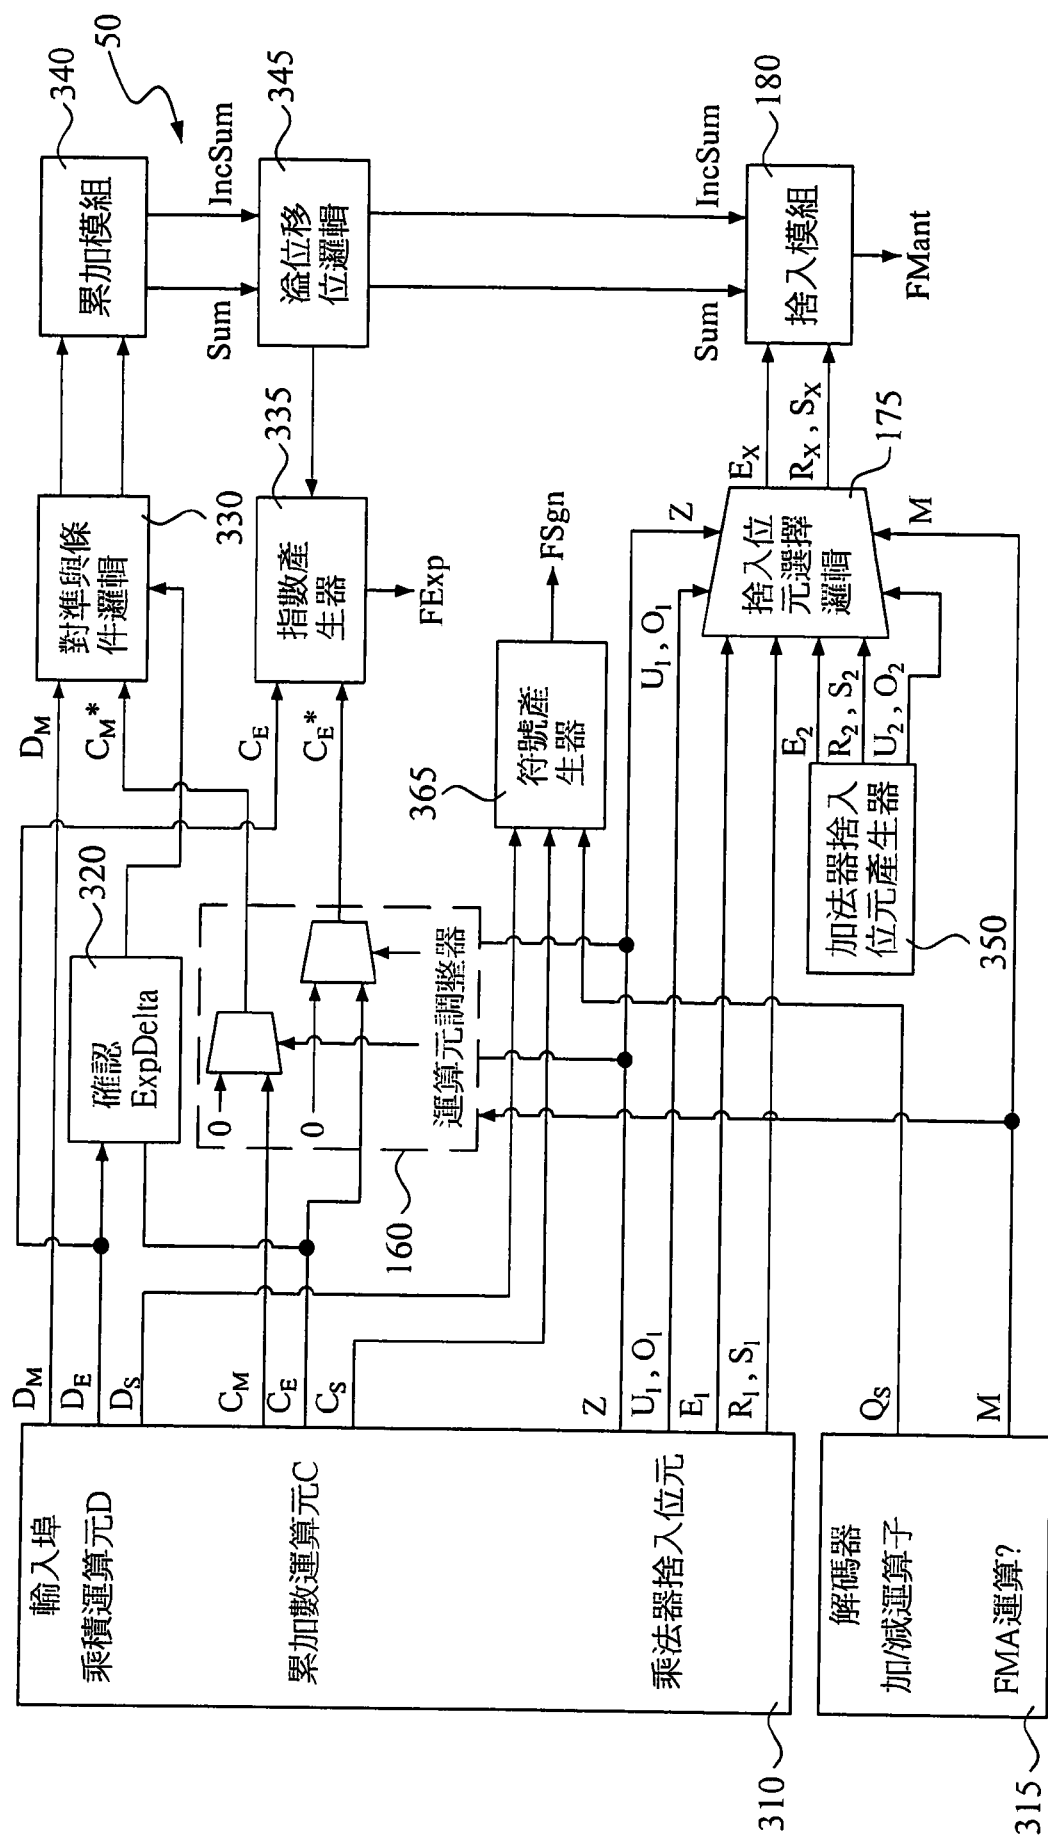 輸入埠
乘積運算元D
累加數運算元C
乘法器捨入位元
310
解碼器
加/減運算子
FMA運算?
315
D_M
D_E
D_S
C_M
C_E
C_S
Z
U_1, O_1
E_1
R_1, S_1
Q_S
M
確認
ExpDelta
320
0
0
運算元調整器
160
D_M
C_M*
C_E
C_E*
對準與條
件邏輯
330
指數產
生器
335
FExp
符號產
生器
365
FSgn
加法器捨入
位元產生器
350
E_2
R_2, S_2
U_2, O_2
U_1, O_1
Z
M
捨入位
元選擇
邏輯
175
E_X
R_X, S_X
累加模組
340
50
Sum
IncSum
溢位移
位邏輯
345
Sum
IncSum
捨入模組
180
FMant